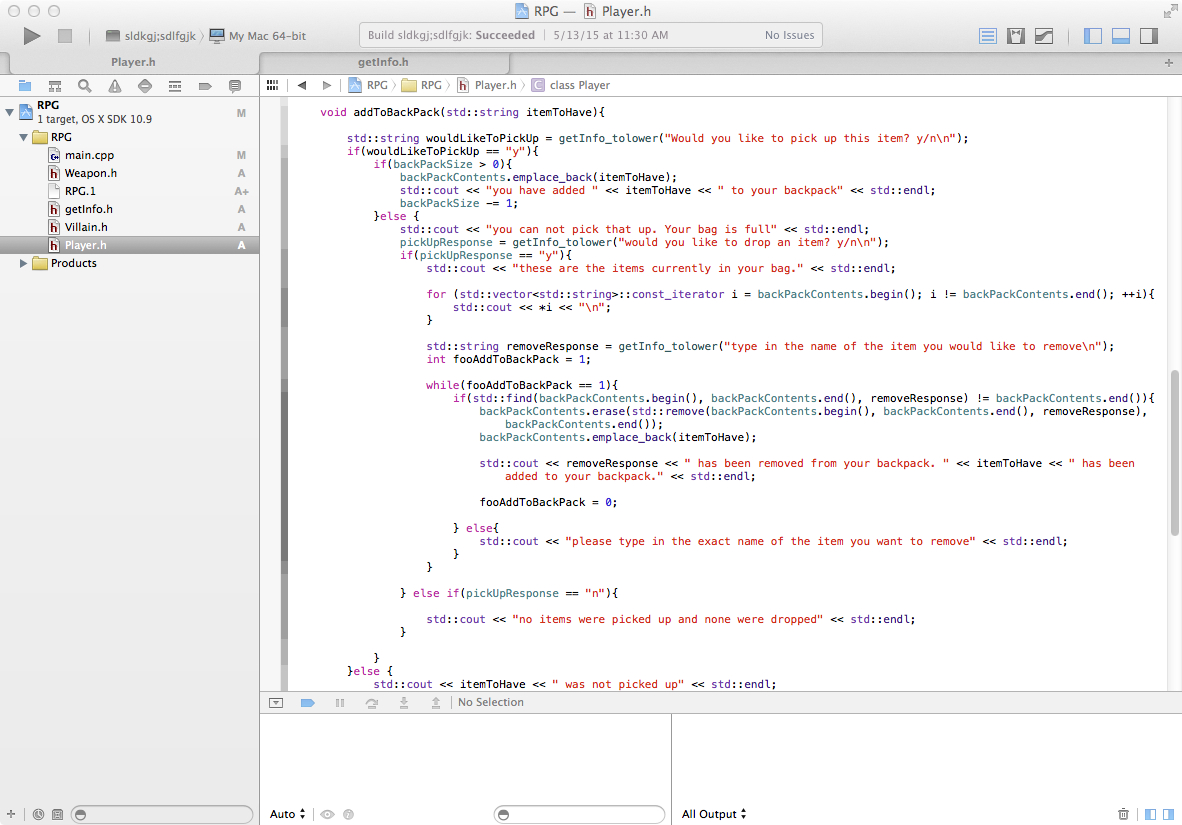 RPG — Player.h
sldkgj;sdlfgjk My Mac 64-bit
Build sldkgj;sdlfgjk: Succeeded 5/13/15 at 11:30 AM No Issues
Player.h
getInfo.h
RPG RPG Player.h class Player
RPG M
1 target, OS X SDK 10.9
RPG
main.cpp M
Weapon.h A
RPG.1 A+
getInfo.h A
Villain.h A
Player.h A
Products
void addToBackPack(std::string itemToHave){
std::string wouldLikeToPickUp = getInfo_tolower("Would you like to pick up this item? y/n\n");
if(wouldLikeToPickUp == "y"){
if(backPackSize > 0){
backPackContents.emplace_back(itemToHave);
std::cout << "you have added " << itemToHave << " to your backpack" << std::endl;
backPackSize -= 1;
}else {
std::cout << "you can not pick that up. Your bag is full" << std::endl;
pickUpResponse = getInfo_tolower("would you like to drop an item? y/n\n");
if(pickUpResponse == "y"){
std::cout << "these are the items currently in your bag." << std::endl;
for (std::vector<std::string>::const_iterator i = backPackContents.begin(); i != backPackContents.end(); ++i){
std::cout << *i << "\n";
}
std::string removeResponse = getInfo_tolower("type in the name of the item you would like to remove\n");
int fooAddToBackPack = 1;
while(fooAddToBackPack == 1){
if(std::find(backPackContents.begin(), backPackContents.end(), removeResponse) != backPackContents.end()){
backPackContents.erase(std::remove(backPackContents.begin(), backPackContents.end(), removeResponse),
backPackContents.end());
backPackContents.emplace_back(itemToHave);
std::cout << removeResponse << " has been removed from your backpack. " << itemToHave << " has been
added to your backpack." << std::endl;
fooAddToBackPack = 0;
} else{
std::cout << "please type in the exact name of the item you want to remove" << std::endl;
}
}
} else if(pickUpResponse == "n"){
std::cout << "no items were picked up and none were dropped" << std::endl;
}
}
}else {
std::cout << itemToHave << " was not picked up" << std::endl;
No Selection
Auto
All Output